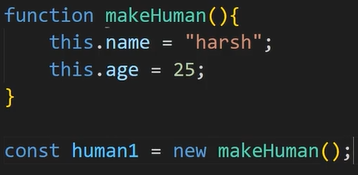 function makeHuman(){
    this.name = "harsh";
    this.age = 25;
}
const human1 = new makeHuman();